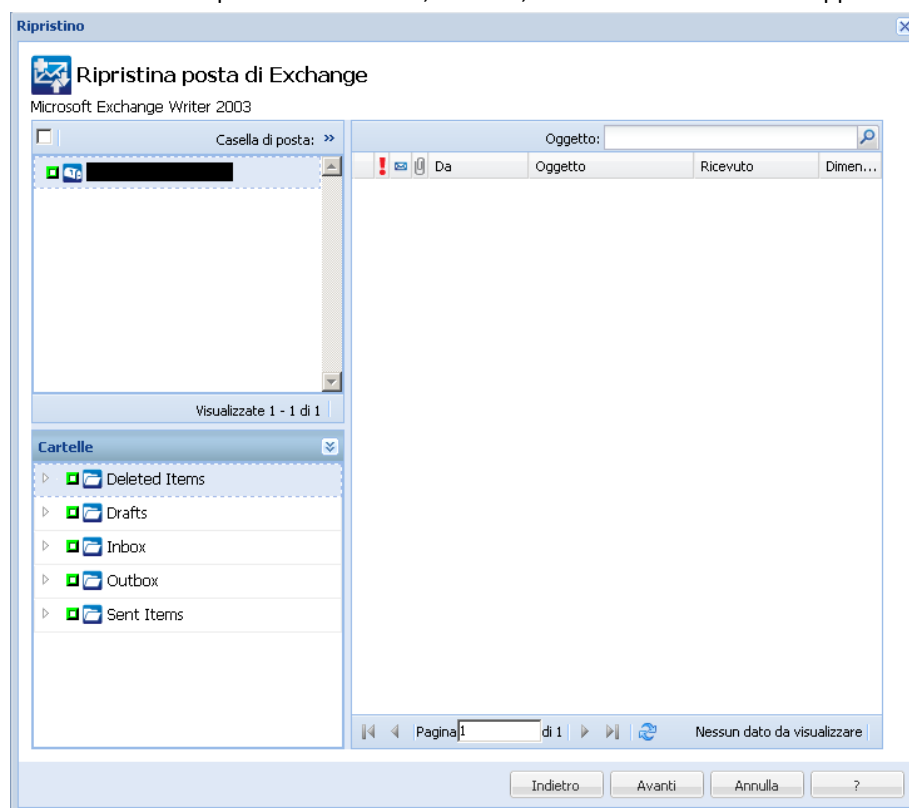 Ripristino
Ripristina posta di Exchange
Microsoft Exchange Writer 2003
Casella di posta: »
Oggetto:
Da Oggetto Ricevuto Dimen...
Visualizzate 1 - 1 di 1
Cartelle
Deleted Items
Drafts
Inbox
Outbox
Sent Items
Pagina 1 di 1 Nessun dato da visualizzare
Indietro Avanti Annulla ?